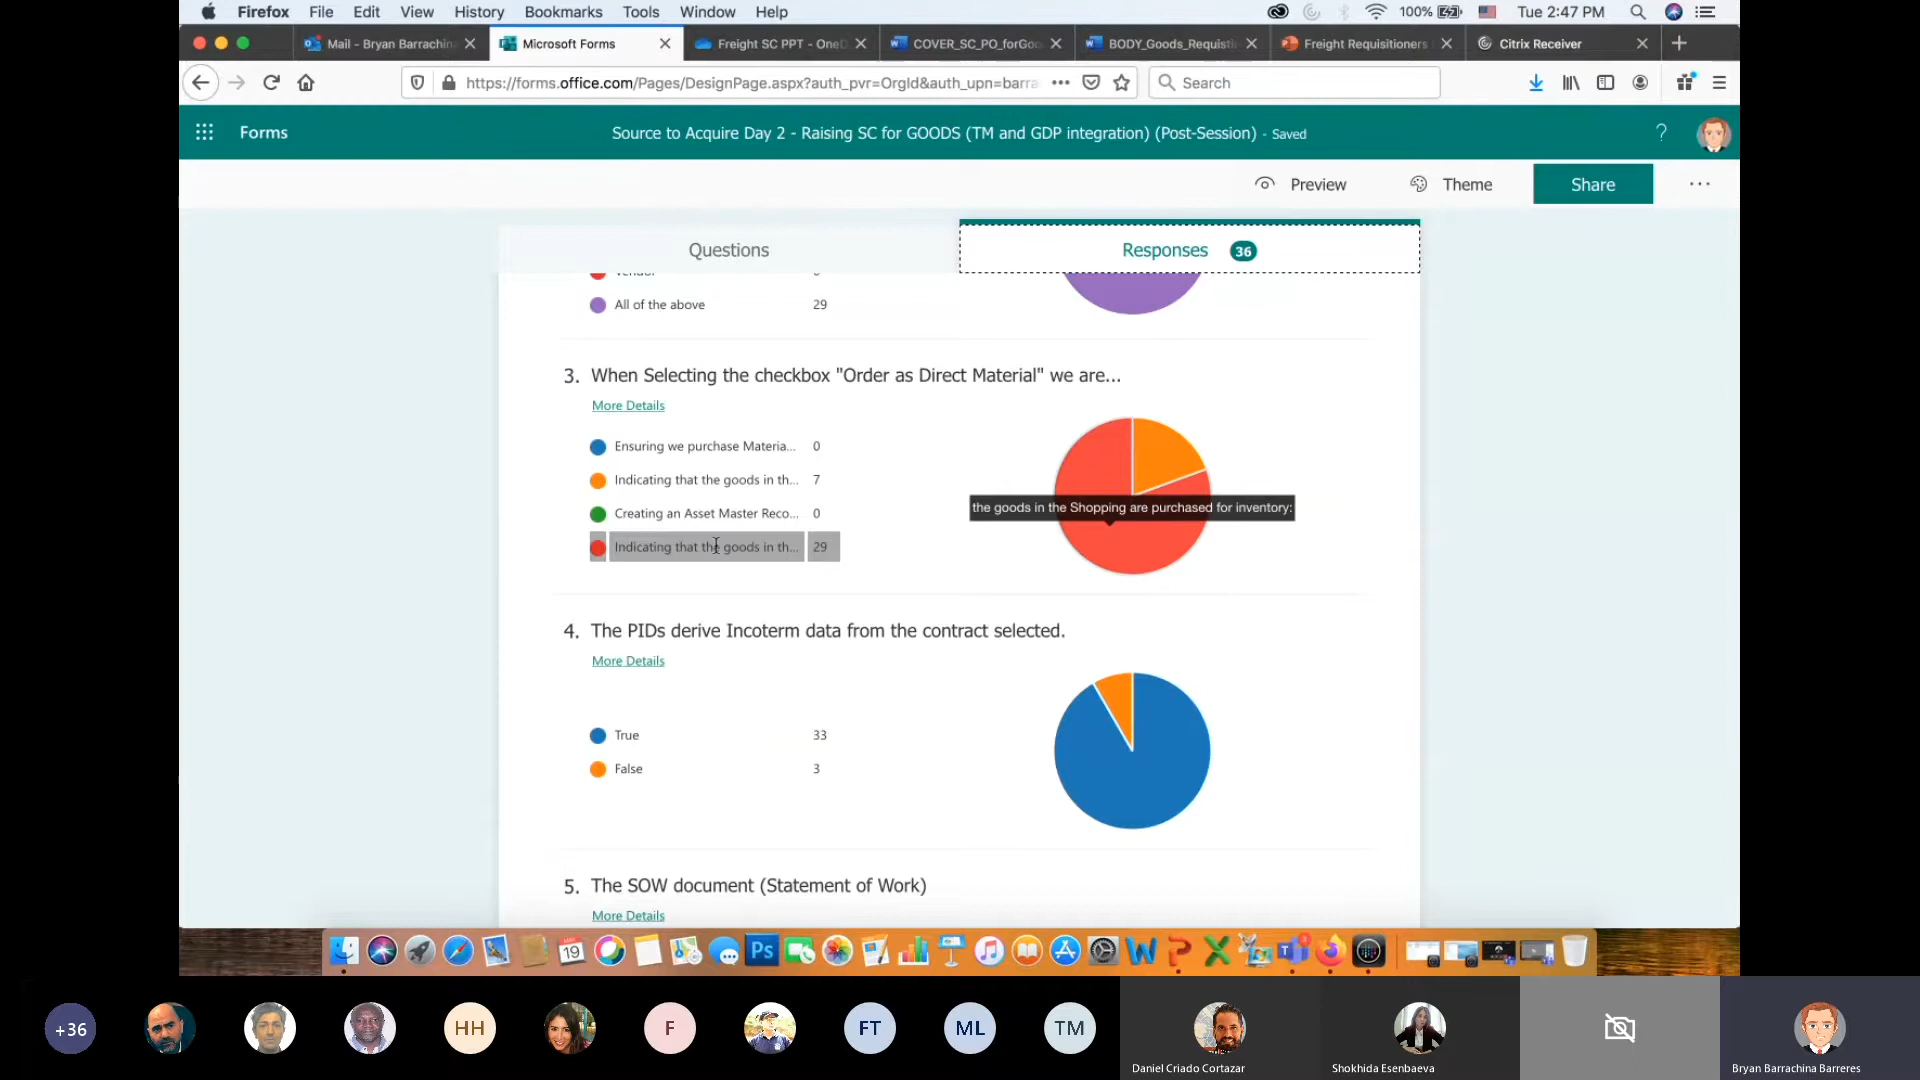 Firefox File Edit View History Bookmarks Tools Window Help 100% Tue 2:47 PM
Mail - Bryan Barrachin
Microsoft Forms
Freight SC PPT - OneD
COVER_SC_PO_forGoo
BODY_Goods_Requisti
Freight Requisitioners
Citrix Receiver
https://forms.office.com/Pages/DesignPage.aspx?auth_pvr=OrgId&auth_upn=barra
Search
Forms
Source to Acquire Day 2 - Raising SC for GOODS (TM and GDP integration) (Post-Session) - Saved
?
Preview
Theme
Share
Questions
Responses 36
All of the above 29
3. When Selecting the checkbox "Order as Direct Material" we are...
More Details
Ensuring we purchase Materia... 0
Indicating that the goods in th... 7
Creating an Asset Master Reco... 0
Indicating that the goods in th... 29
the goods in the Shopping are purchased for inventory:
4. The PIDs derive Incoterm data from the contract selected.
More Details
True 33
False 3
5. The SOW document (Statement of Work)
More Details
19
Ps
+36
HH
F
FT
ML
TM
Daniel Criado Cortazar
Shokhida Esenbaeva
Bryan Barrachina Barreres